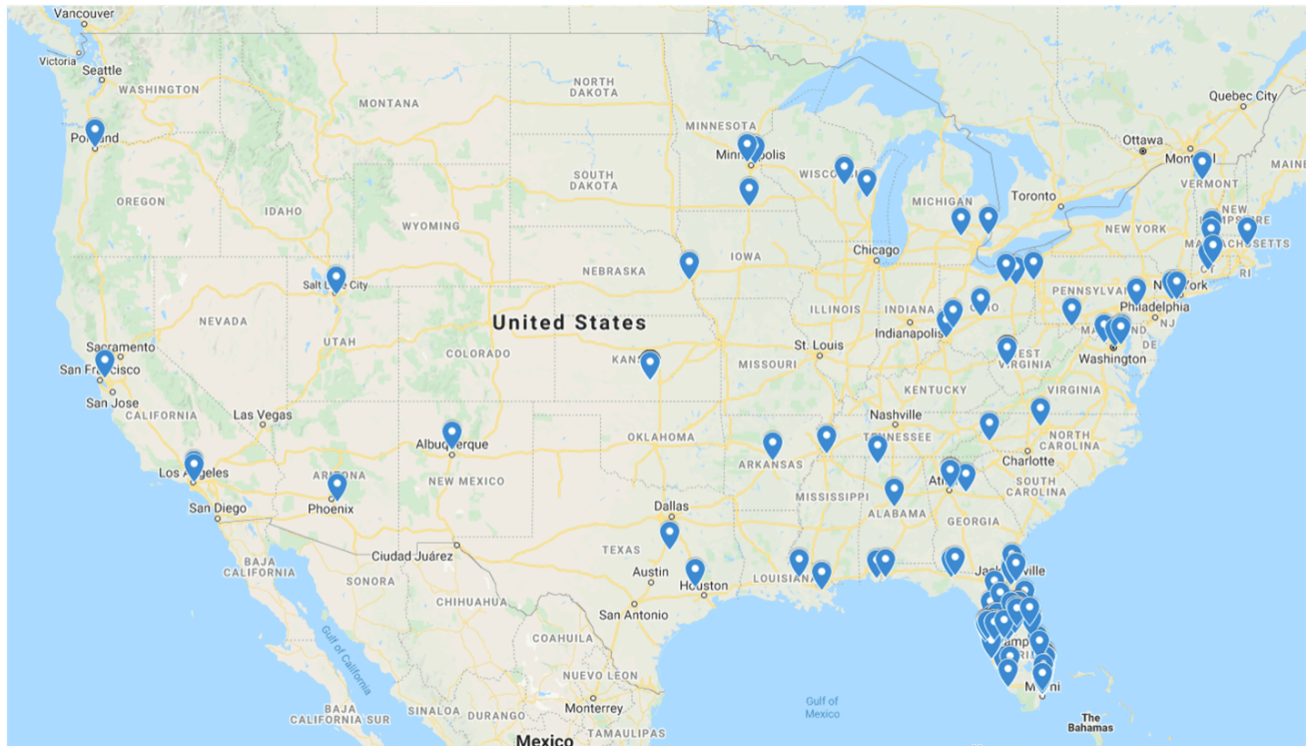 Vancouver
Victoria
Seattle
WASHINGTON
MONTANA
NORTH
DAKOTA
MINNESOTA
Quebec City
Ottawa
Montreal
MAINE
Portland
OREGON
IDAHO
WYOMING
SOUTH
DAKOTA
Minneapolis
WISCONSIN
MICHIGAN
Toronto
VERMONT
NEW YORK
NEW
HAMPSHIRE
MASSACHUSETTS
CT
RI
Salt Lake City
NEBRASKA
IOWA
Chicago
NEVADA
UTAH
COLORADO
United States
KANSAS
ILLINOIS
INDIANA
Indianapolis
OHIO
PENNSYLVANIA
New York
Philadelphia
NJ
MARYLAND
DE
Washington
Sacramento
San Francisco
San Jose
CALIFORNIA
Las Vegas
St. Louis
MISSOURI
WEST
VIRGINIA
KENTUCKY
VIRGINIA
Nashville
TENNESSEE
NORTH
CAROLINA
Charlotte
Albuquerque
NEW MEXICO
OKLAHOMA
ARKANSAS
Los Angeles
San Diego
ARIZONA
Phoenix
Dallas
MISSISSIPPI
ALABAMA
Atlanta
SOUTH
CAROLINA
GEORGIA
BAJA
CALIFORNIA
SONORA
Ciudad Juárez
CHIHUAHUA
TEXAS
Austin
Houston
San Antonio
LOUISIANA
Jacksonville
COAHUILA
Gulf of California
NUEVO LEON
Monterrey
TAMAULIPAS
BAJA
CALIFORNIA SUR
SINALOA
DURANGO
Mexico
Gulf of
Mexico
Tampa
FLORIDA
Miami
The
Bahamas